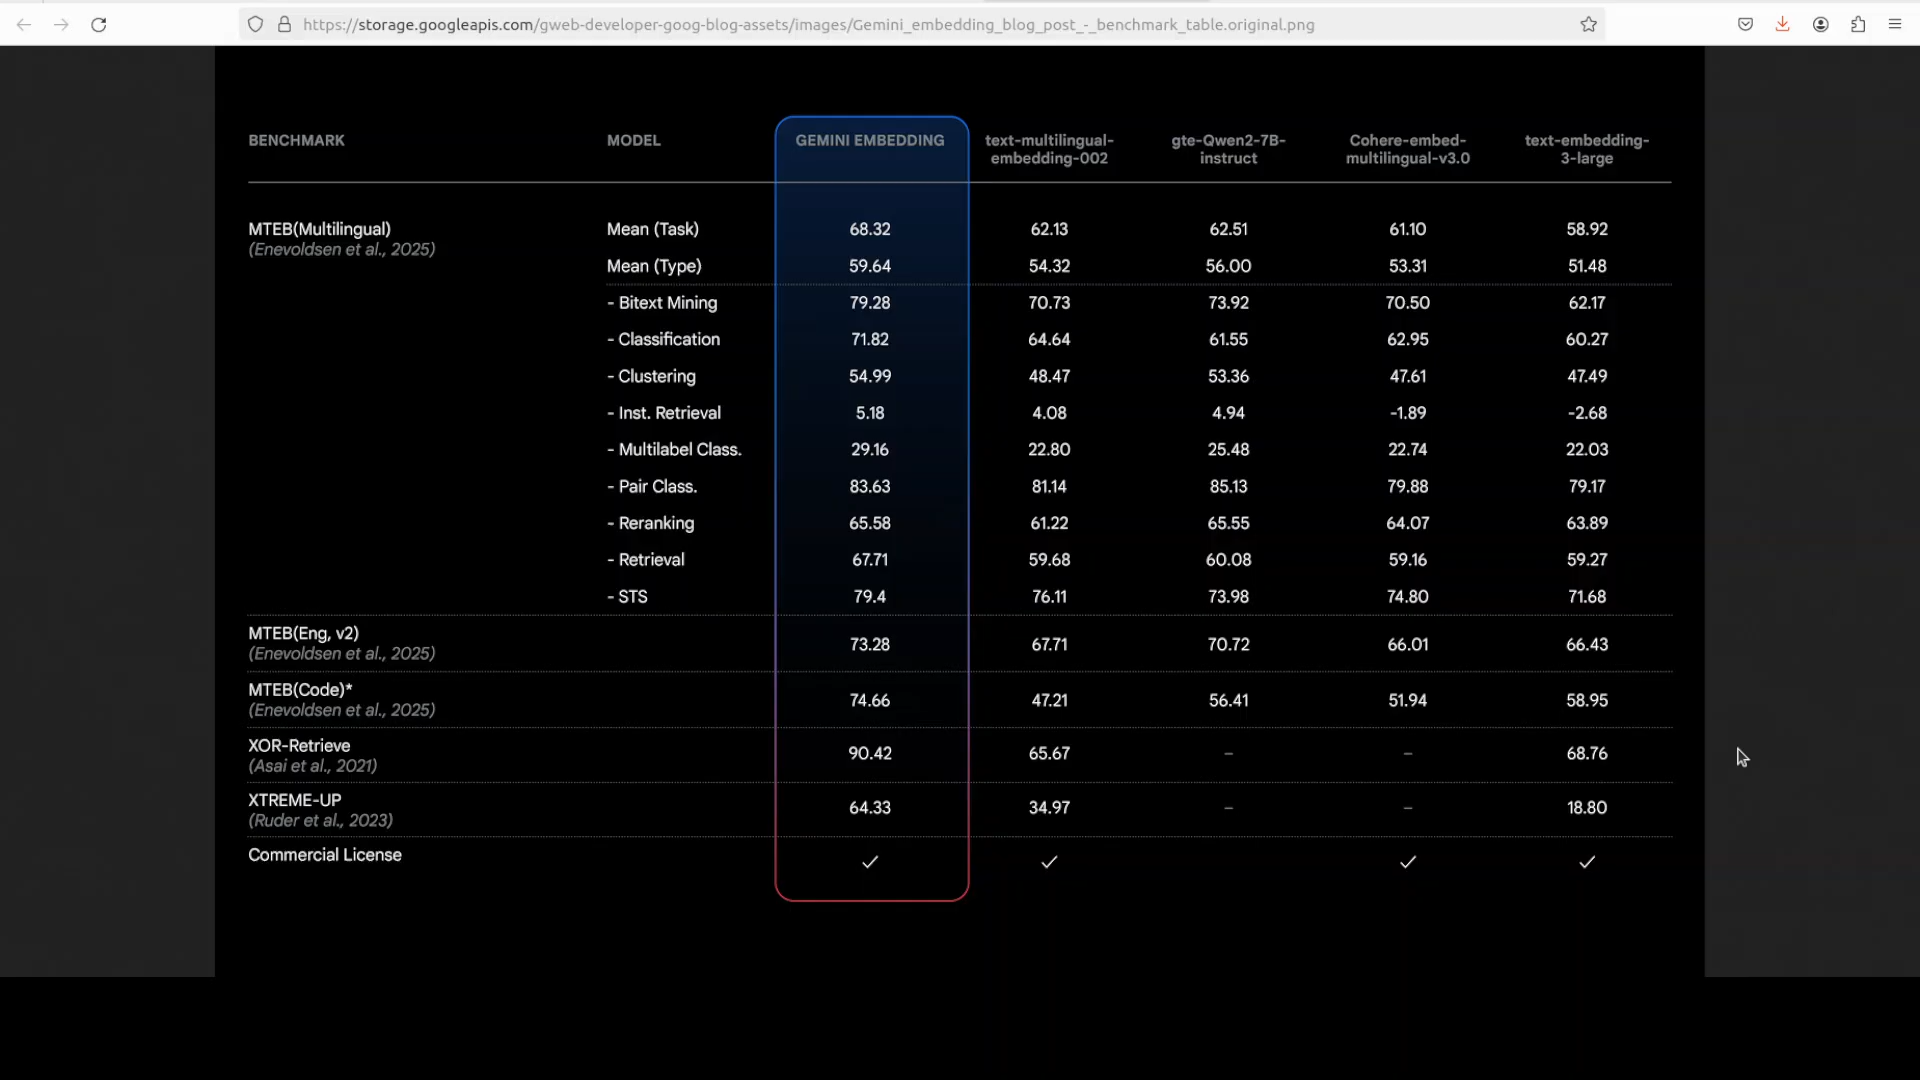 https://storage.googleapis.com/gweb-developer-goog-blog-assets/images/Gemini_embedding_blog_post_-_benchmark_table.original.png
BENCHMARK MODEL GEMINI EMBEDDING text-multilingual-embedding-002 gte-Qwen2-7B-instruct Cohere-embed-multilingual-v3.0 text-embedding-3-large
MTEB(Multilingual) Mean (Task) 68.32 62.13 62.51 61.10 58.92
(Enevoldsen et al., 2025)
Mean (Type) 59.64 54.32 56.00 53.31 51.48
- Bitext Mining 79.28 70.73 73.92 70.50 62.17
- Classification 71.82 64.64 61.55 62.95 60.27
- Clustering 54.99 48.47 53.36 47.61 47.49
- Inst. Retrieval 5.18 4.08 4.94 -1.89 -2.68
- Multilabel Class. 29.16 22.80 25.48 22.74 22.03
- Pair Class. 83.63 81.14 85.13 79.88 79.17
- Reranking 65.58 61.22 65.55 64.07 63.89
- Retrieval 67.71 59.68 60.08 59.16 59.27
- STS 79.4 76.11 73.98 74.80 71.68
MTEB(Eng, v2) 73.28 67.71 70.72 66.01 66.43
(Enevoldsen et al., 2025)
MTEB(Code)* 74.66 47.21 56.41 51.94 58.95
(Enevoldsen et al., 2025)
XOR-Retrieve 90.42 65.67 – – 68.76
(Asai et al., 2021)
XTREME-UP 64.33 34.97 – – 18.80
(Ruder et al., 2023)
Commercial License ✓ ✓ ✓ ✓